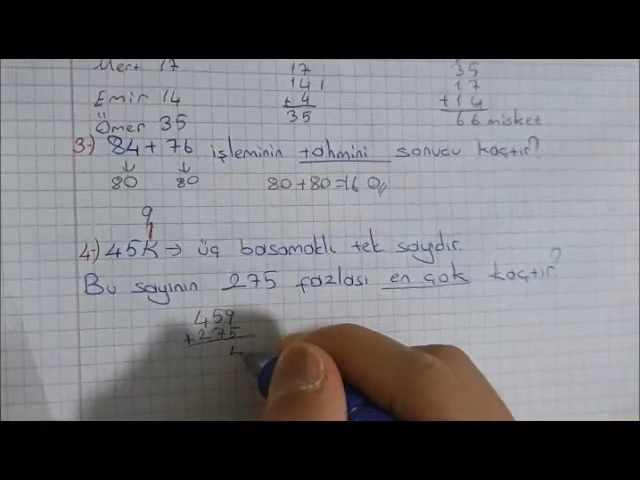 Mert 17
17
14 1
+ 4
35
35
17
+14
66 misket
Emir 14
Ömer 35
3-) 84+76 işleminin tahmini sonucu kaçtır?
80 80 80+80=160
9
4-) 45K → üç basamaklı tek sayıdır.
Bu sayının 275 fazlası en çok kaçtır?
459
+275